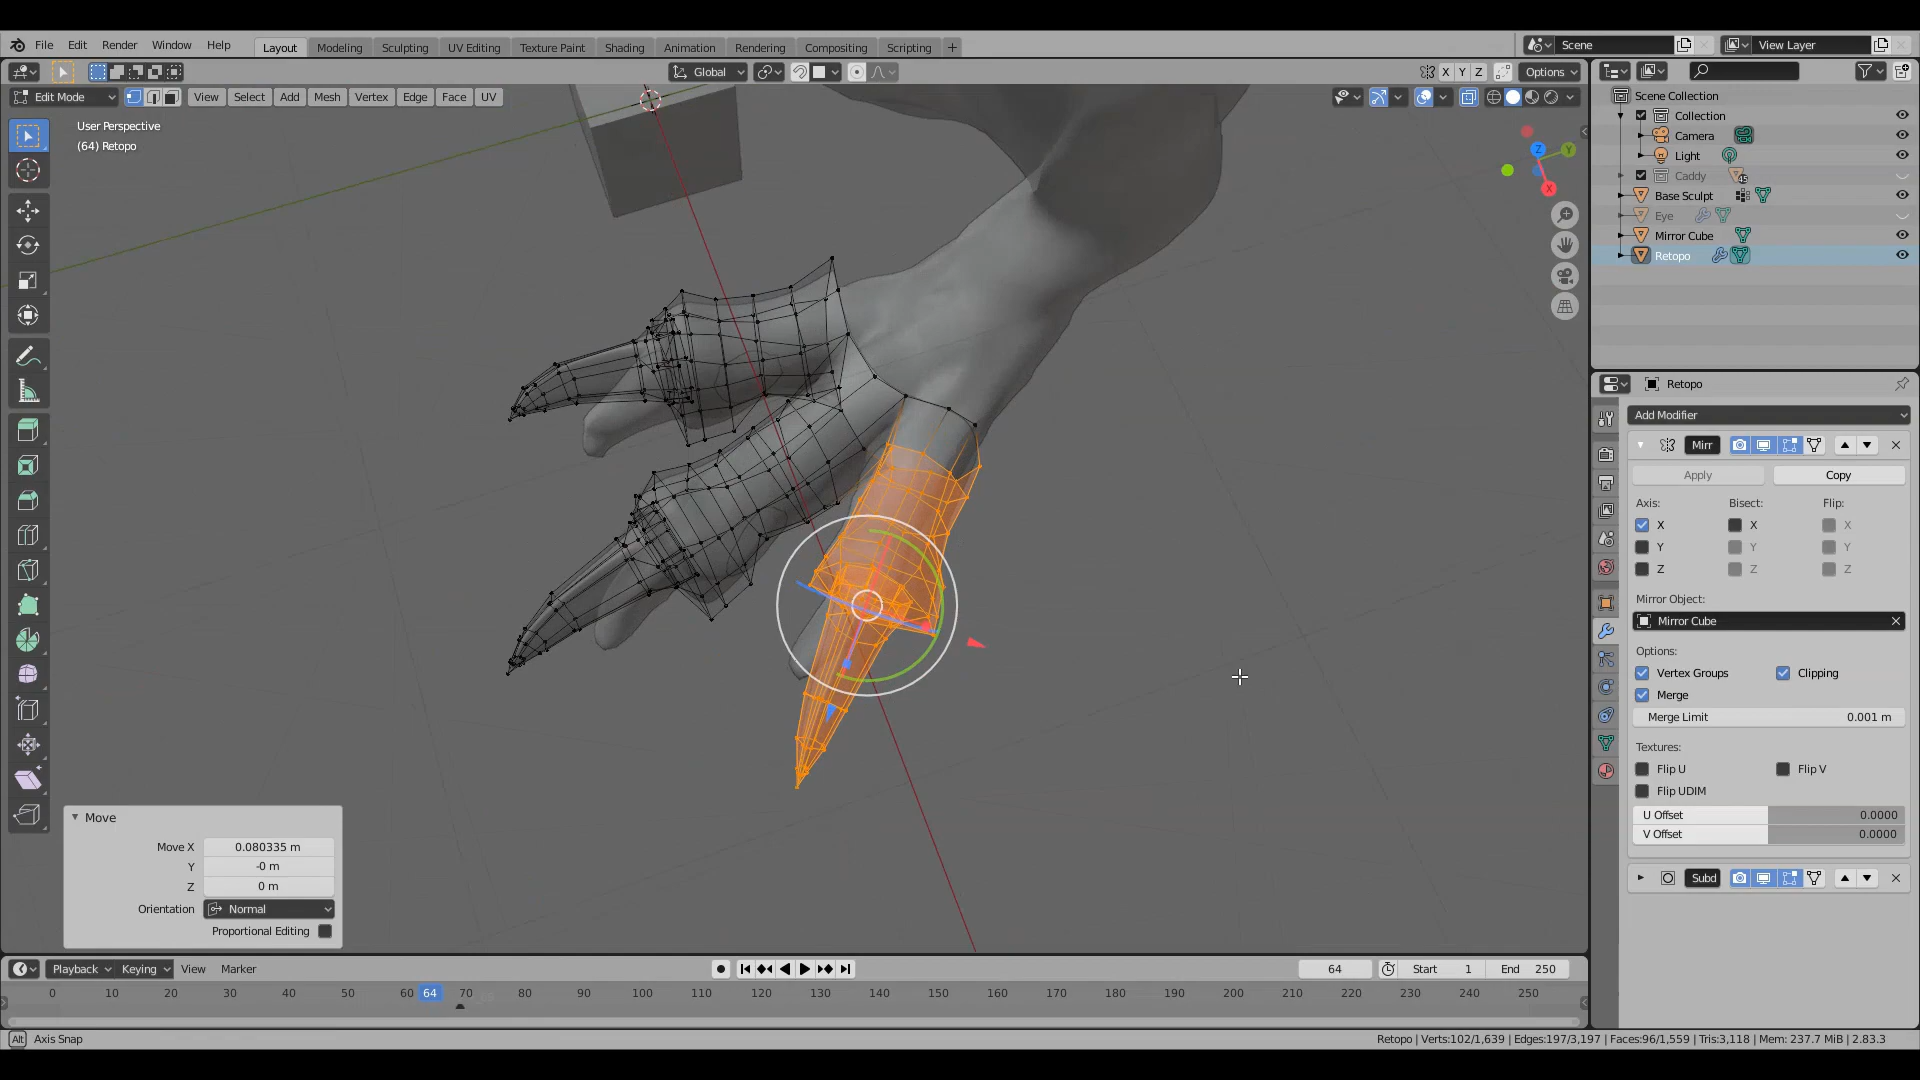 File Edit Render Window Help Layout Modeling Sculpting UV Editing Texture Paint Shading Animation Rendering Compositing Scripting + Scene View Layer
Global X Y Z Options
Edit Mode View Select Add Mesh Vertex Edge Face UV
User Perspective
(64) Retopo
Z
Y
X
Scene Collection
Collection
Camera
Light
Caddy
Base Sculpt
Eye
Mirror Cube
Retopo
Retopo
Add Modifier
Mirr
Apply Copy
Axis: Bisect: Flip:
X X X
Y Y Y
Z Z Z
Mirror Object:
Mirror Cube
Options:
Vertex Groups Clipping
Merge
Merge Limit 0.001 m
Textures:
Flip U Flip V
Flip UDIM
U Offset 0.0000
V Offset 0.0000
Subd
Move
Move X 0.080335 m
Y -0 m
Z 0 m
Orientation Normal
Proportional Editing
Playback Keying View Marker 64 Start 1 End 250
0 10 20 30 40 50 60 64 70 80 90 100 110 120 130 140 150 160 170 180 190 200 210 220 230 240 250
Alt Axis Snap
Retopo | Verts:102/1,639 | Edges:197/3,197 | Faces:96/1,559 | Tris:3,118 | Mem: 237.7 MiB | 2.83.3